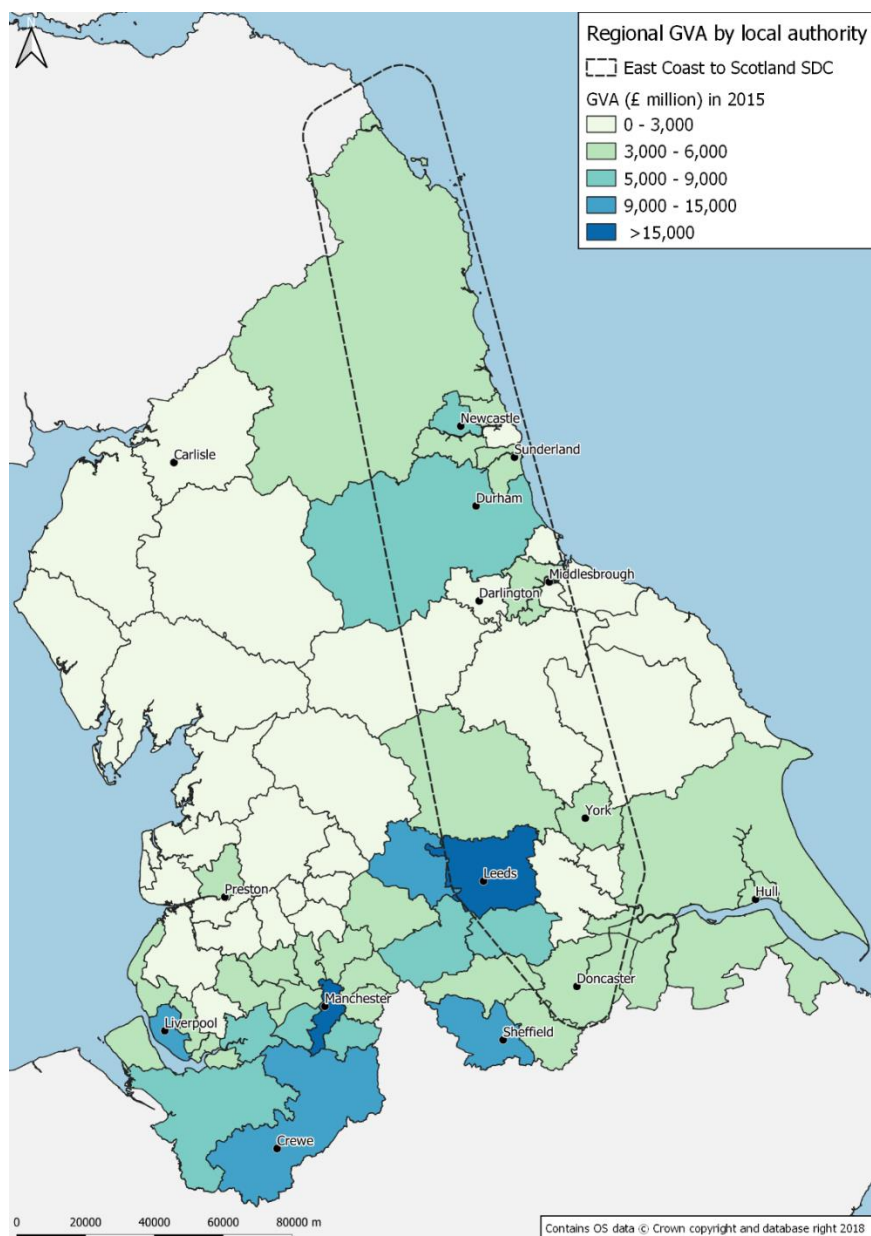 Regional GVA by local authority
East Coast to Scotland SDC
GVA (£ million) in 2015
0 - 3,000
3,000 - 6,000
5,000 - 9,000
9,000 - 15,000
>15,000
Newcastle
Carlisle
Sunderland
Durham
Middlesbrough
Darlington
York
Leeds
Preston
Hull
Doncaster
Manchester
Liverpool
Sheffield
Crewe
0 20000 40000 60000 80000 m
Contains OS data © Crown copyright and database right 2018